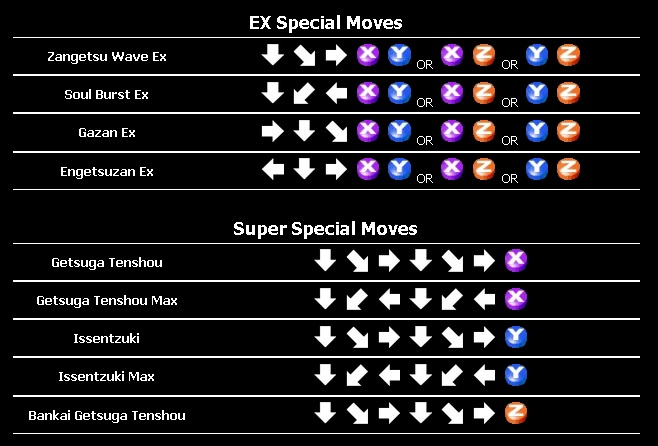 EX Special Moves
Zangetsu Wave Ex X Y OR X Z OR Y Z
Soul Burst Ex X Y OR X Z OR Y Z
Gazan Ex X Y OR X Z OR Y Z
Engetsuzan Ex X Y OR X Z OR Y Z
Super Special Moves
Getsuga Tenshou X
Getsuga Tenshou Max X
Issentzuki Y
Issentzuki Max Y
Bankai Getsuga Tenshou Z